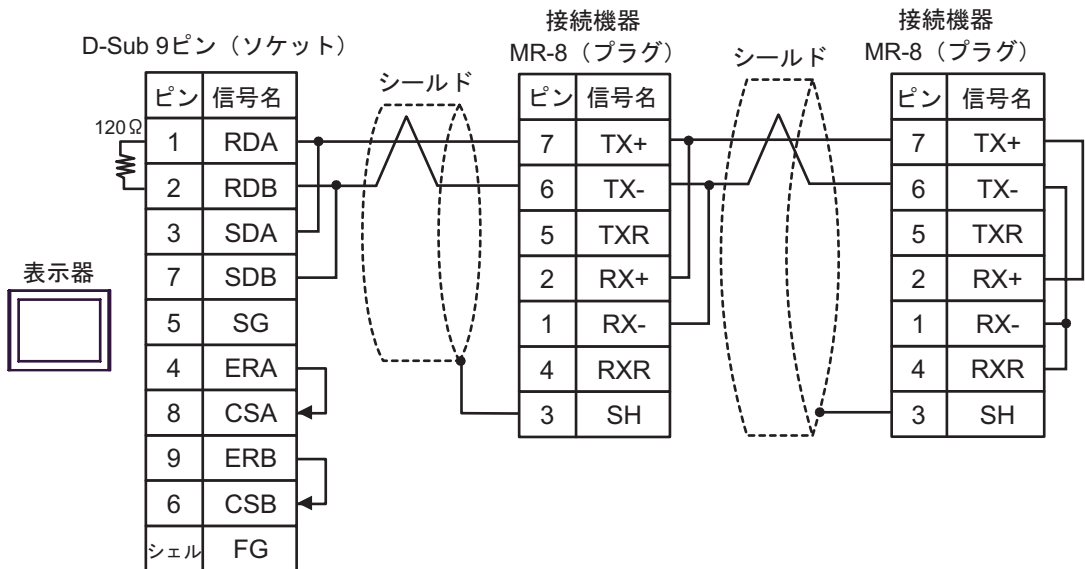 D-Sub 9ピン（ソケット）
接続機器
MR-8（プラグ）
接続機器
MR-8（プラグ）
シールド
シールド
表示器
120Ω
ピン 信号名
1 RDA
2 RDB
3 SDA
7 SDB
5 SG
4 ERA
8 CSA
9 ERB
6 CSB
シェル FG
ピン 信号名
7 TX+
6 TX-
5 TXR
2 RX+
1 RX-
4 RXR
3 SH
ピン 信号名
7 TX+
6 TX-
5 TXR
2 RX+
1 RX-
4 RXR
3 SH